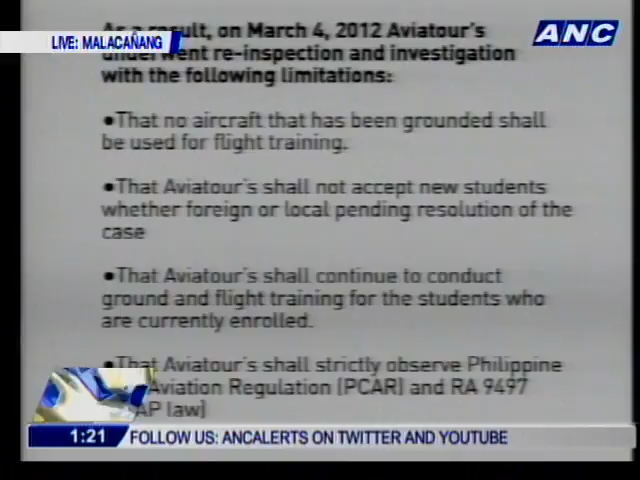 As a result, on March 4, 2012 Aviatour's
LIVE: MALACAÑANG
ANC
underwent re-inspection and investigation
with the following limitations:
•That no aircraft that has been grounded shall
be used for flight training.
•That Aviatour's shall not accept new students
whether foreign or local pending resolution of the
case
•That Aviatour's shall continue to conduct
ground and flight training for the students who
are currently enrolled.
•That Aviatour's shall strictly observe Philippine
Aviation Regulation (PCAR) and RA 9497
AP law)
1:21 FOLLOW US: ANCALERTS ON TWITTER AND YOUTUBE